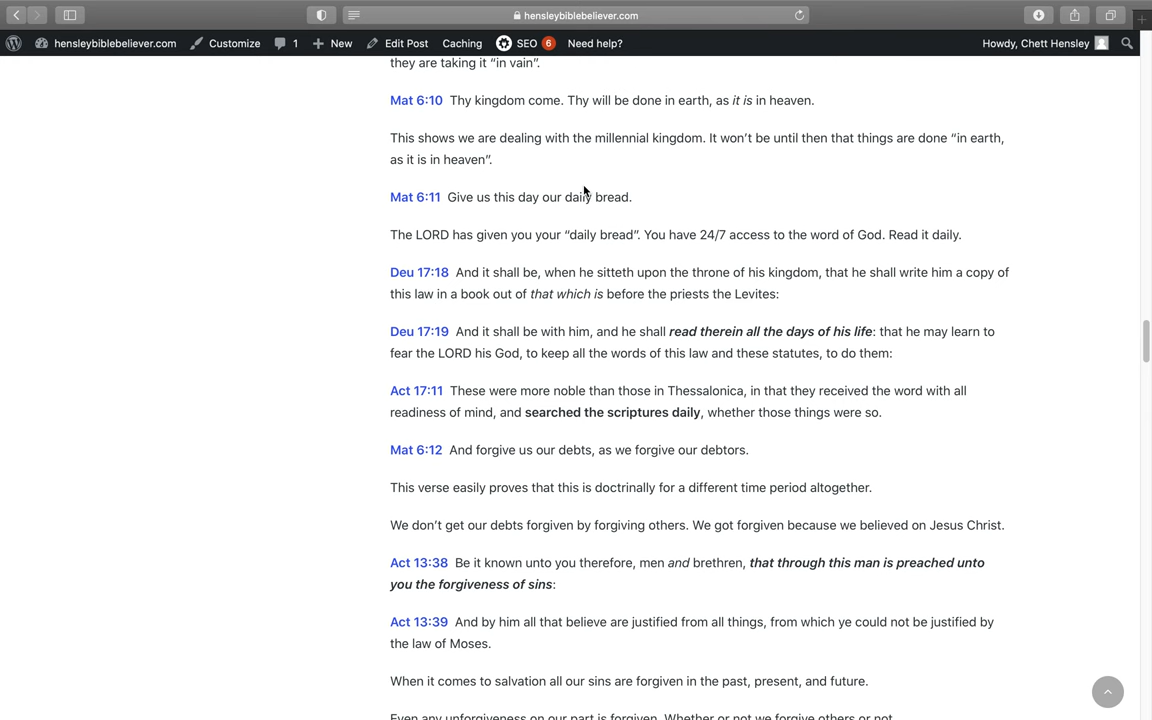 hensleybiblebeliever.com
hensleybiblebeliever.com Customize 1 New Edit Post Caching SEO 6 Need help? Howdy, Chett Hensley
they are taking it “in vain”.
Mat 6:10 Thy kingdom come. Thy will be done in earth, as it is in heaven.
This shows we are dealing with the millennial kingdom. It won’t be until then that things are done “in earth,
as it is in heaven”.
Mat 6:11 Give us this day our daily bread.
The LORD has given you your “daily bread”. You have 24/7 access to the word of God. Read it daily.
Deu 17:18 And it shall be, when he sitteth upon the throne of his kingdom, that he shall write him a copy of
this law in a book out of that which is before the priests the Levites:
Deu 17:19 And it shall be with him, and he shall read therein all the days of his life: that he may learn to
fear the LORD his God, to keep all the words of this law and these statutes, to do them:
Act 17:11 These were more noble than those in Thessalonica, in that they received the word with all
readiness of mind, and searched the scriptures daily, whether those things were so.
Mat 6:12 And forgive us our debts, as we forgive our debtors.
This verse easily proves that this is doctrinally for a different time period altogether.
We don’t get our debts forgiven by forgiving others. We got forgiven because we believed on Jesus Christ.
Act 13:38 Be it known unto you therefore, men and brethren, that through this man is preached unto
you the forgiveness of sins:
Act 13:39 And by him all that believe are justified from all things, from which ye could not be justified by
the law of Moses.
When it comes to salvation all our sins are forgiven in the past, present, and future.
Even any unforgiveness on our part is forgiven. Whether or not we forgive others or not